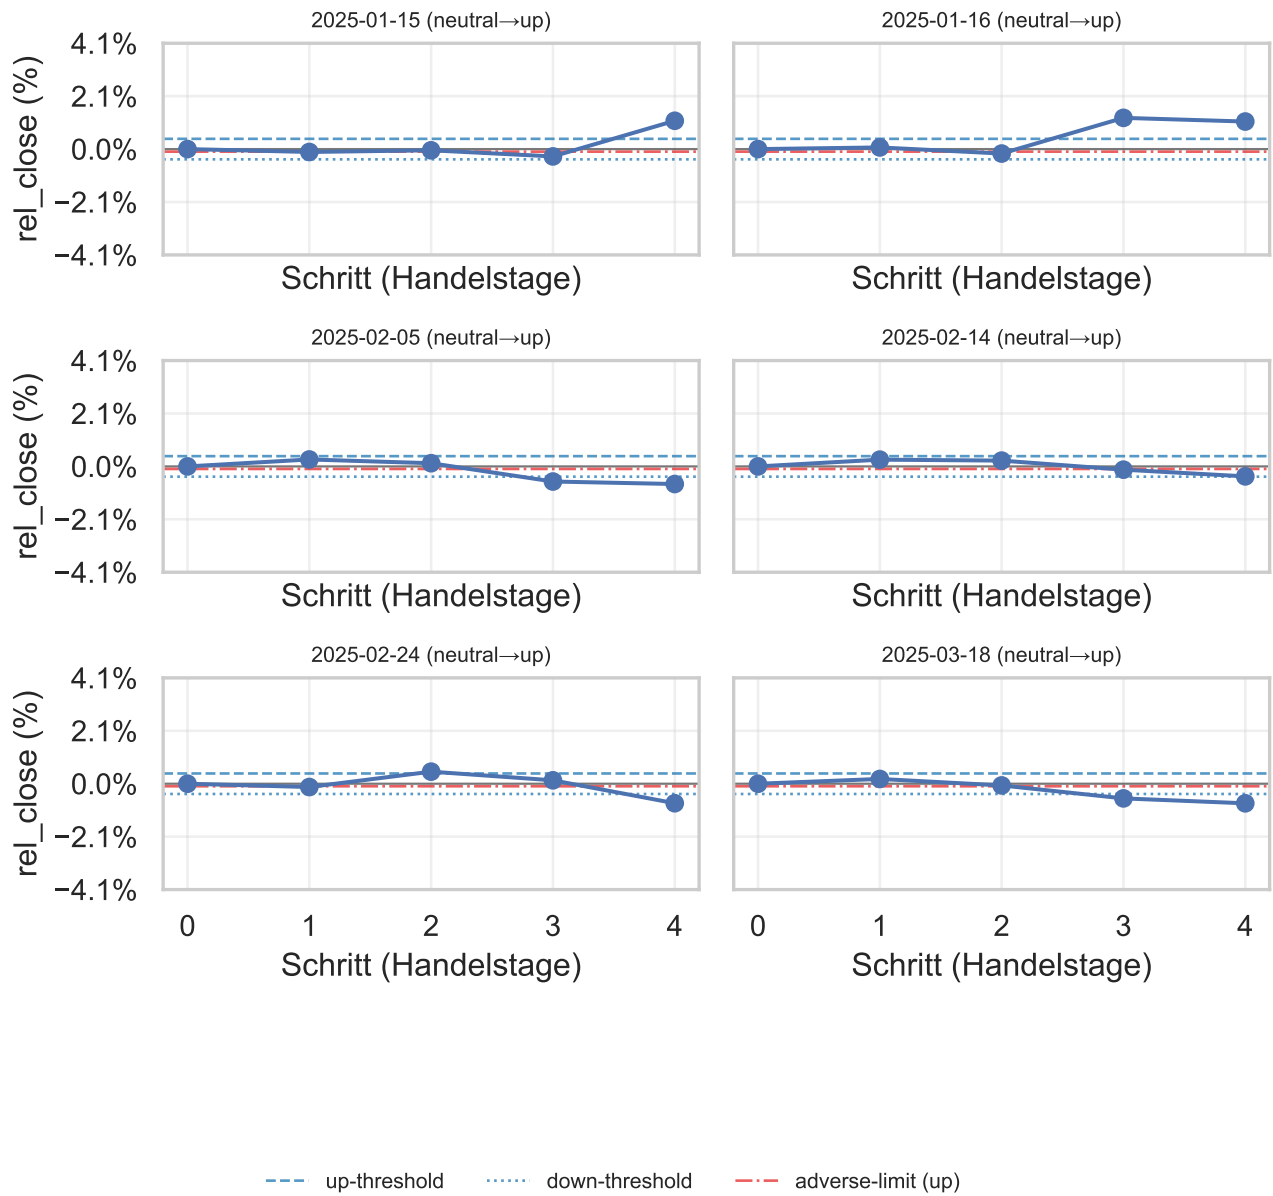 2025-01-15 (neutral→up)
2025-01-16 (neutral→up)
4.1%
2.1%
0.0%
−2.1%
−4.1%
rel_close (%)
Schritt (Handelstage)
Schritt (Handelstage)
2025-02-05 (neutral→up)
2025-02-14 (neutral→up)
4.1%
2.1%
0.0%
−2.1%
−4.1%
rel_close (%)
Schritt (Handelstage)
Schritt (Handelstage)
2025-02-24 (neutral→up)
2025-03-18 (neutral→up)
4.1%
2.1%
0.0%
−2.1%
−4.1%
rel_close (%)
0 1 2 3 4
0 1 2 3 4
Schritt (Handelstage)
Schritt (Handelstage)
up-threshold down-threshold adverse-limit (up)